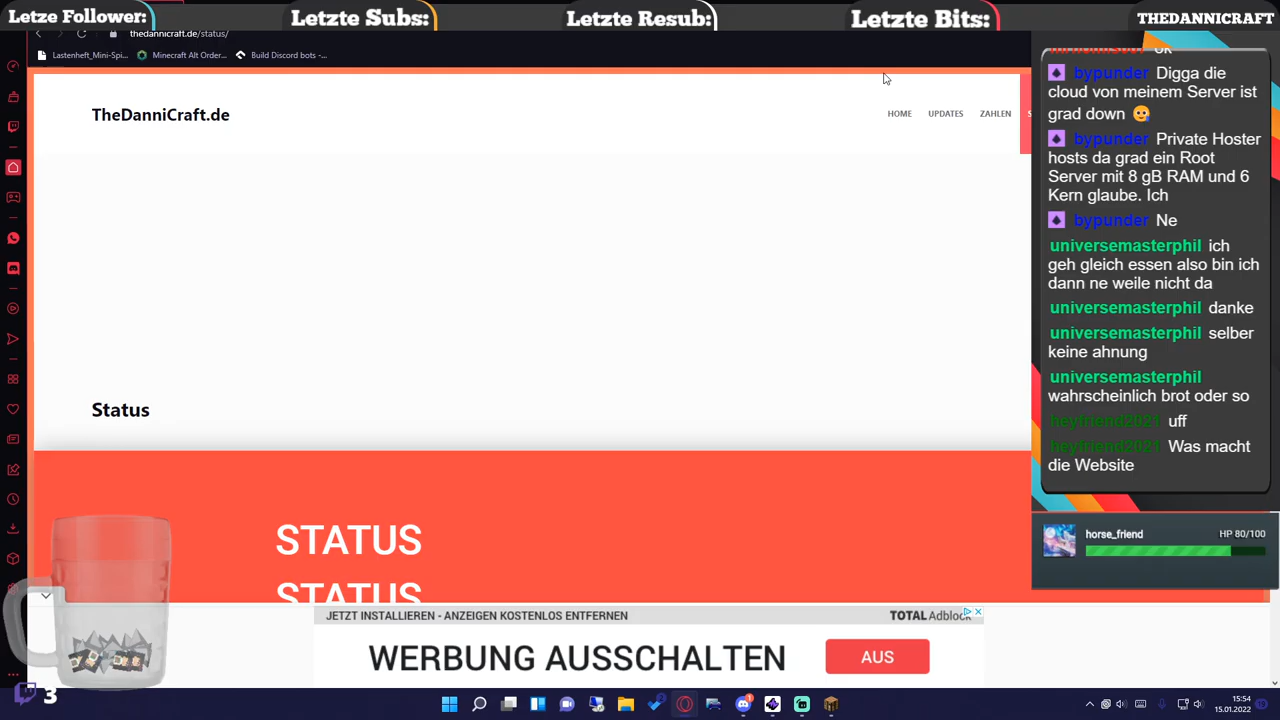 Letze Follower:
Letzte Subs:
Letzte Resub:
Letzte Bits:
THEDANNICRAFT
thedannicraft.de/status/
Lastenheft_Mini-Spi...
Minecraft Alt Order...
Build Discord bots -...
TheDanniCraft.de
HOME
UPDATES
ZAHLEN
Status
STATUS
STATUS
OK
bypunder Digga die
cloud von meinem Server ist
grad down
bypunder Private Hoster
hosts da grad ein Root
Server mit 8 gB RAM und 6
Kern glaube. Ich
bypunder Ne
universemasterphil ich
geh gleich essen also bin ich
dann ne weile nicht da
universemasterphil danke
universemasterphil selber
keine ahnung
universemasterphil
wahrscheinlich brot oder so
heyfriend2021 uff
heyfriend2021 Was macht
die Website
horse_friend
HP 80/100
JETZT INSTALLIEREN - ANZEIGEN KOSTENLOS ENTFERNEN
TOTAL Adblock
WERBUNG AUSSCHALTEN
AUS
3
15:54
15.01.2022